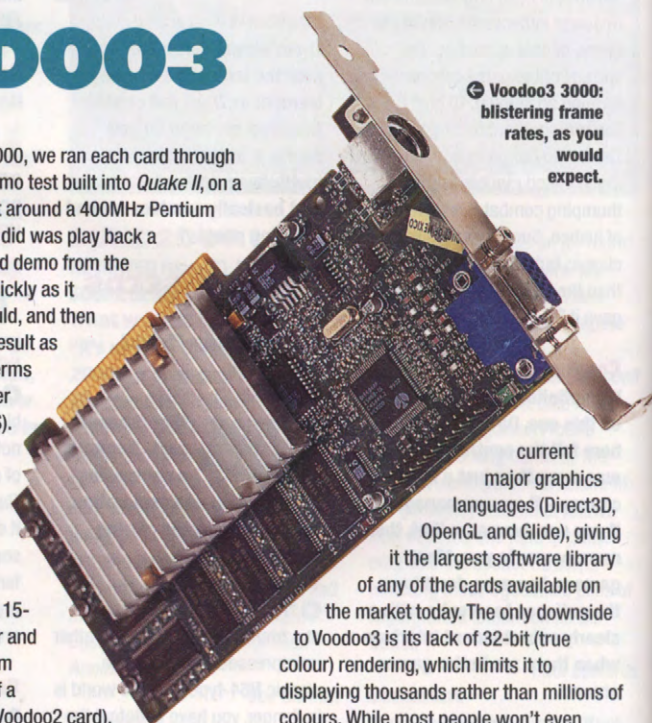 DOO3
Voodoo3 3000:
blistering frame
rates, as you
would
expect.
000, we ran each card through
mo test built into Quake II, on a
around a 400MHz Pentium
did was play back a
d demo from the
ickly as it
uld, and then
esult as
erms
er
S).
15-
r and
m
f a
Voodoo2 card).
current
major graphics
languages (Direct3D,
OpenGL and Glide), giving
it the largest software library
of any of the cards available on
the market today. The only downside
to Voodoo3 is its lack of 32-bit (true
colour) rendering, which limits it to
displaying thousands rather than millions of
colours. While most people won't even
MEXICO